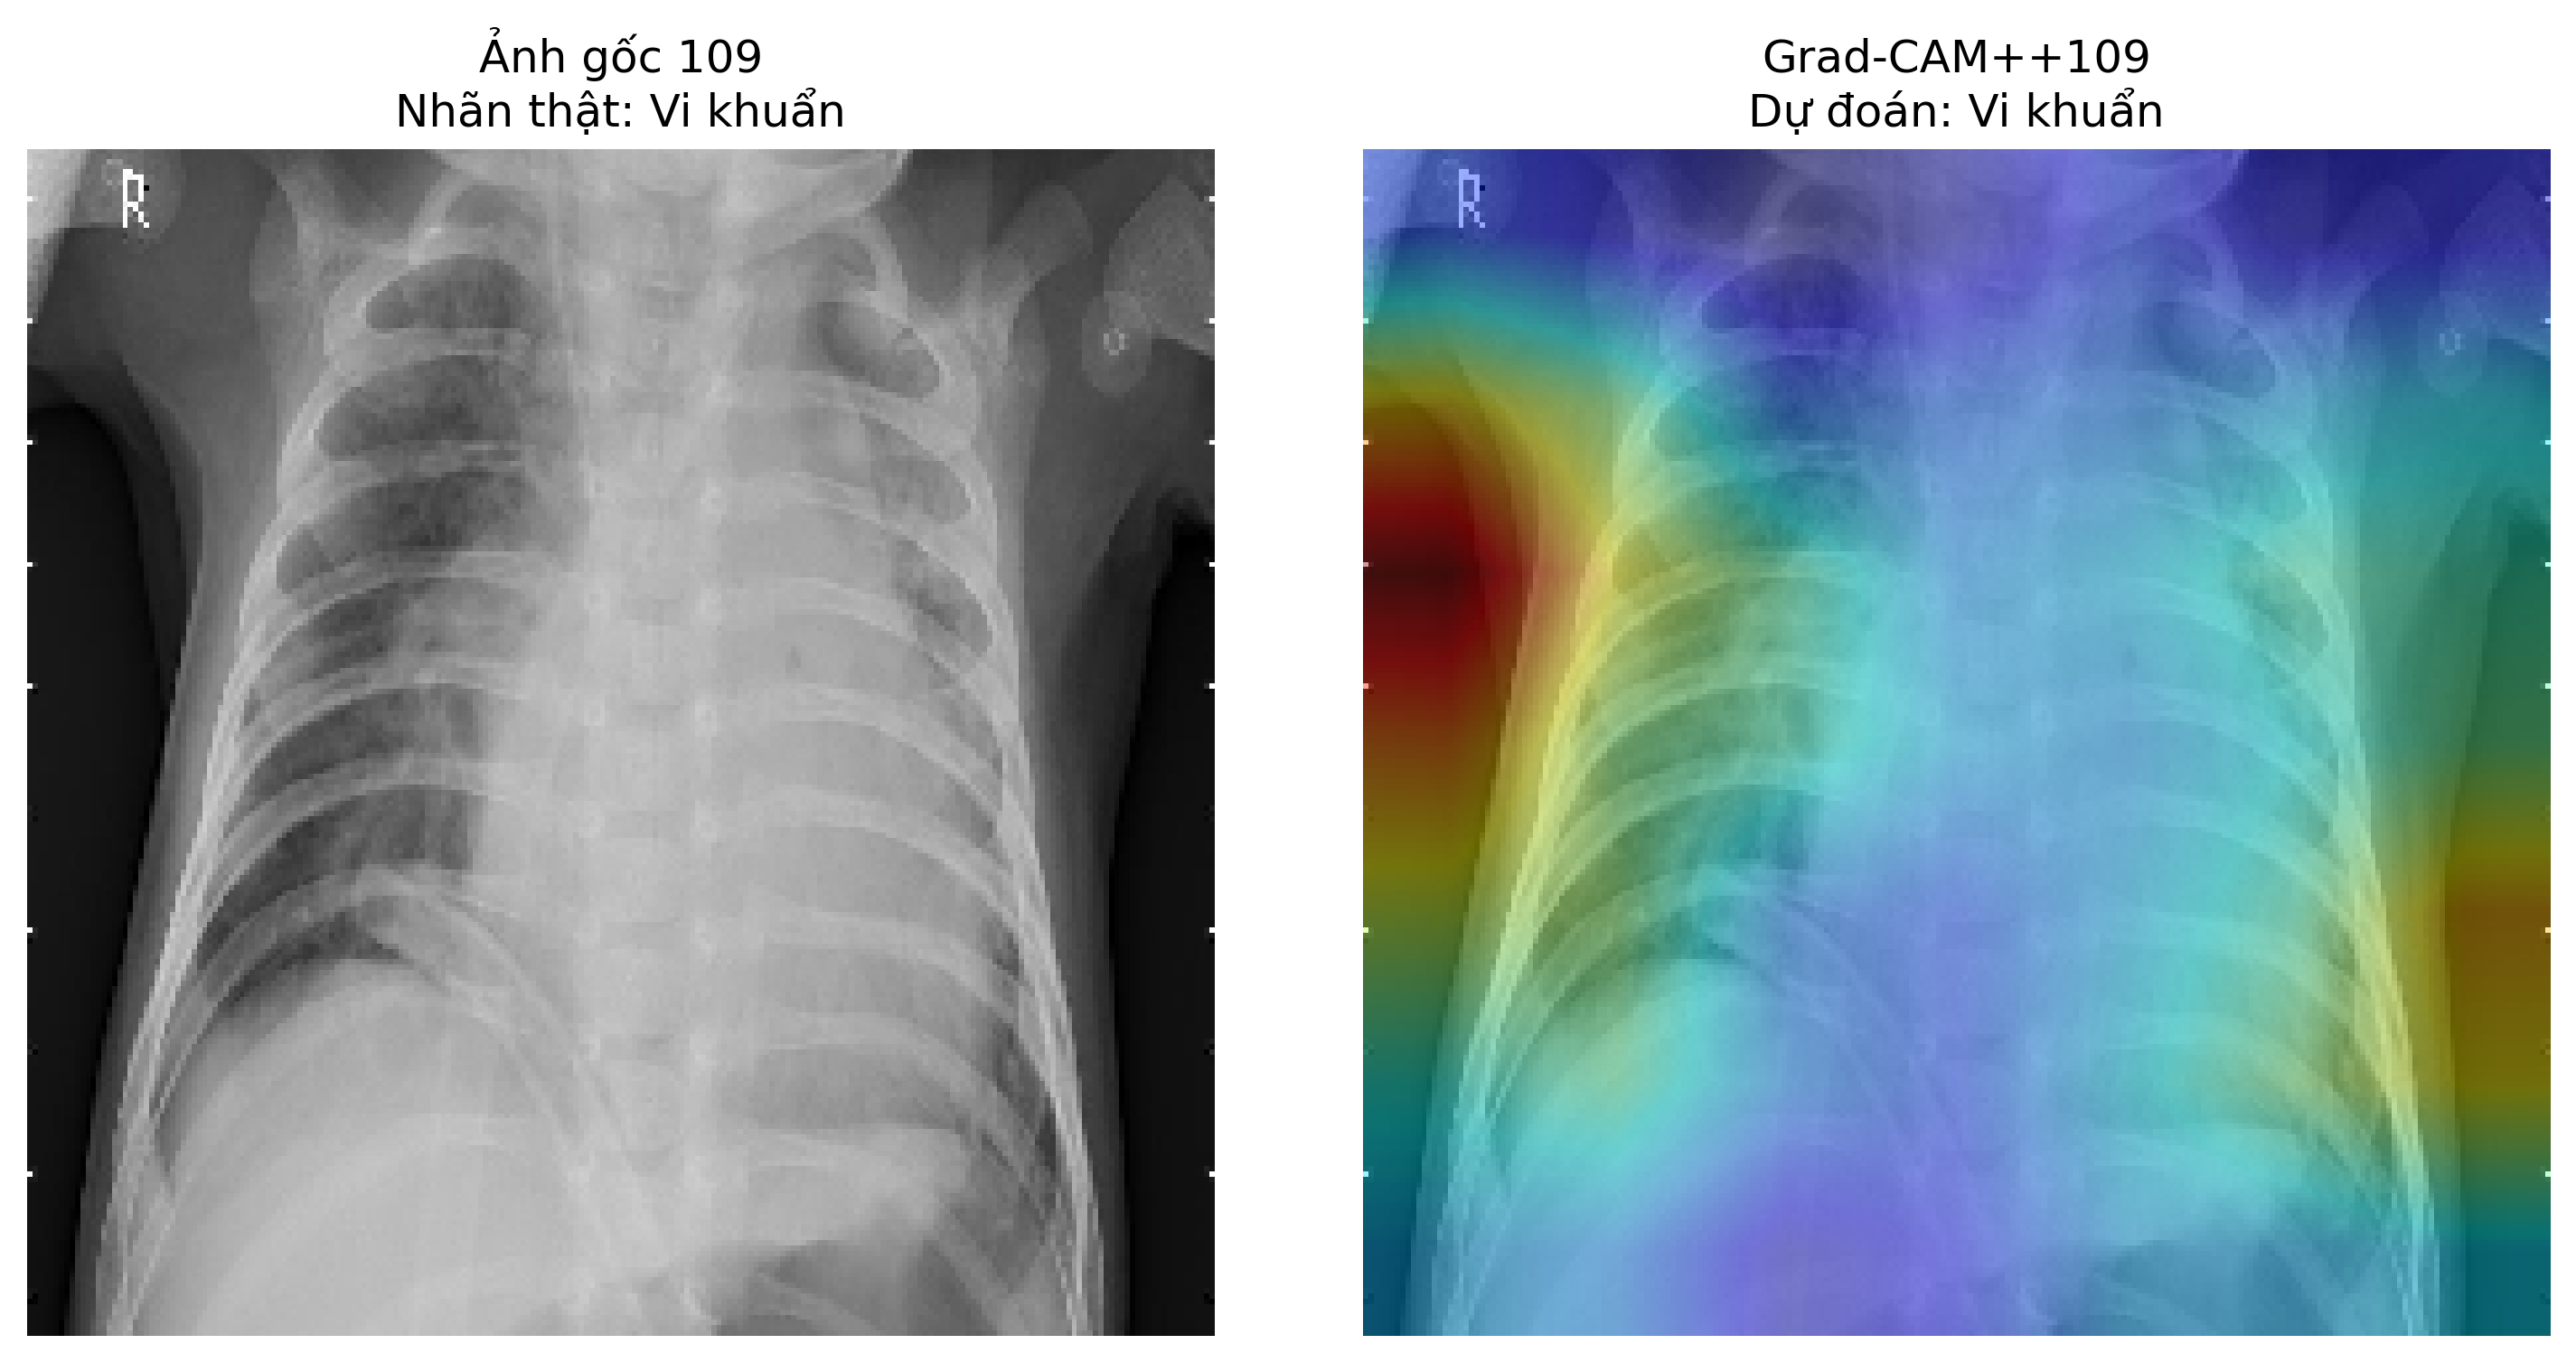 Ảnh gốc 109
Nhãn thật: Vi khuẩn
Grad-CAM++109
Dự đoán: Vi khuẩn
R
R